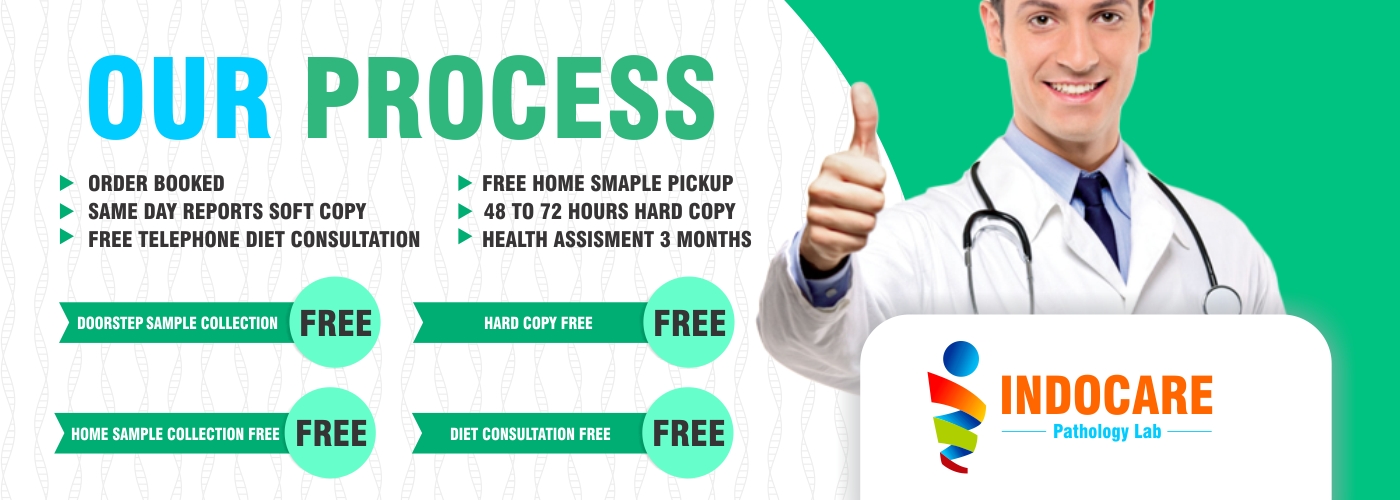 OUR PROCESS
ORDER BOOKED
SAME DAY REPORTS SOFT COPY
FREE TELEPHONE DIET CONSULTATION
FREE HOME SMAPLE PICKUP
48 TO 72 HOURS HARD COPY
HEALTH ASSISMENT 3 MONTHS
DOORSTEP SAMPLE COLLECTION FREE
HARD COPY FREE FREE
HOME SAMPLE COLLECTION FREE FREE
DIET CONSULTATION FREE FREE
INDOCARE
Pathology Lab